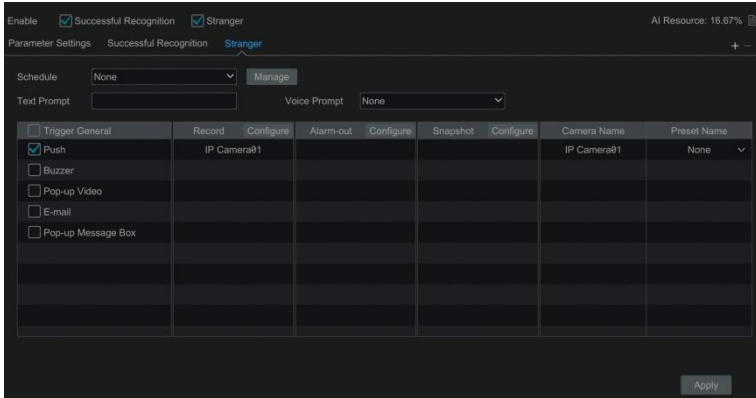 Enable Successful Recognition Stranger AI Resource: 16.67%
Parameter Settings Successful Recognition Stranger + −
Schedule None Manage
Text Prompt Voice Prompt None
Trigger General Record Configure Alarm-out Configure Snapshot Configure Camera Name Preset Name
Push IP Camera01 IP Camera01 None
Buzzer
Pop-up Video
E-mail
Pop-up Message Box
Apply